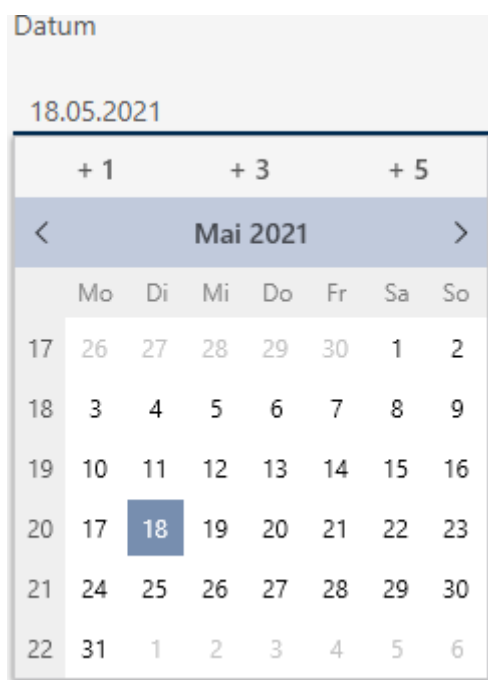 Datum
18.05.2021
+ 1 + 3 + 5
< Mai 2021 >
Mo Di Mi Do Fr Sa So
17 26 27 28 29 30 1 2
18 3 4 5 6 7 8 9
19 10 11 12 13 14 15 16
20 17 18 19 20 21 22 23
21 24 25 26 27 28 29 30
22 31 1 2 3 4 5 6